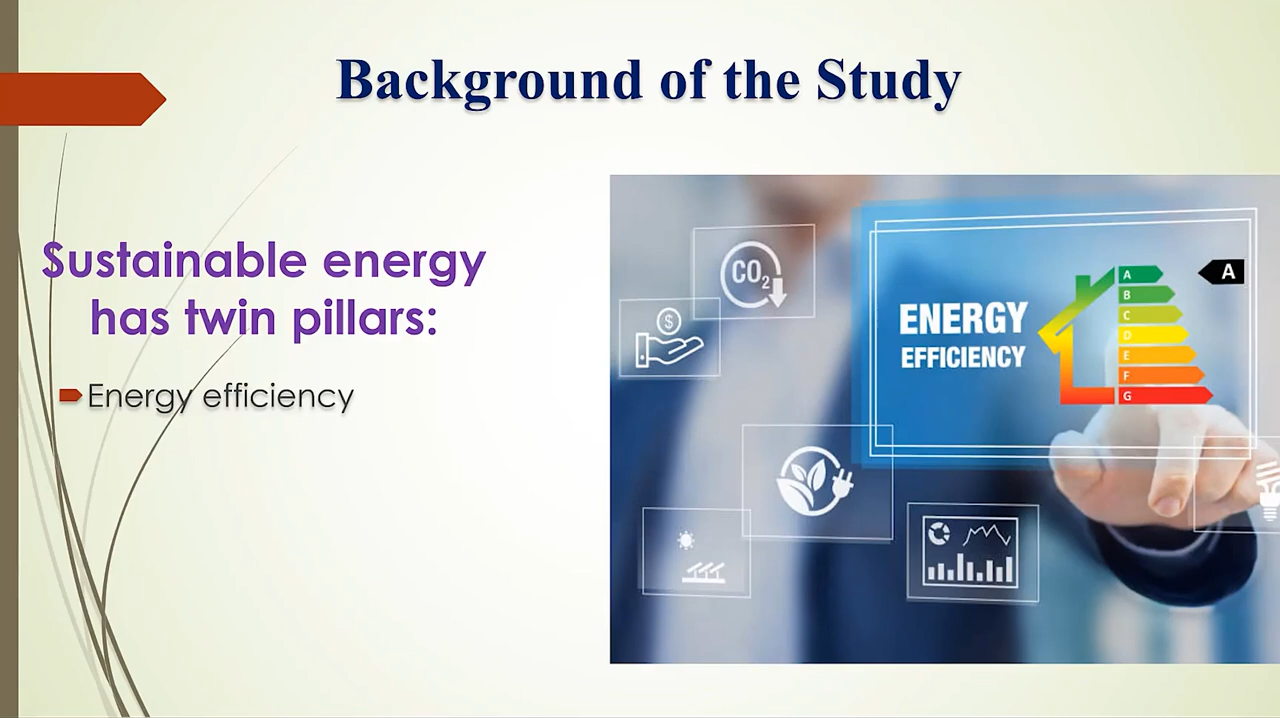 Background of the Study
Sustainable energy
has twin pillars:
Energy efficiency
CO2
$
ENERGY
EFFICIENCY
A
B
C
D
E
F
G
A